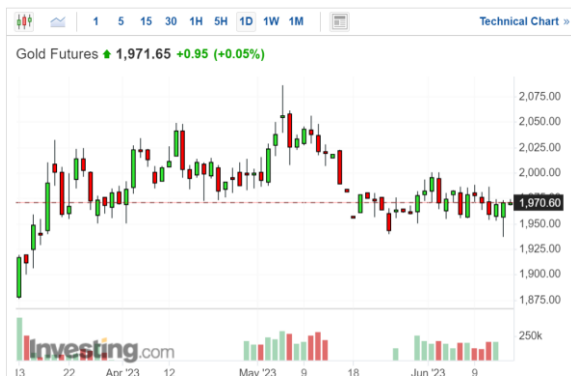 1 5 15 30 1H 5H 1D 1W 1M Technical Chart »
Gold Futures 1,971.65 +0.95 (+0.05%)
2,075.00
2,050.00
2,025.00
2,000.00
1,970.60
1,950.00
1,925.00
1,900.00
1,875.00
250k
Investing.com
13 22 Apr '23 12 May '23 9 18 Jun '23 9